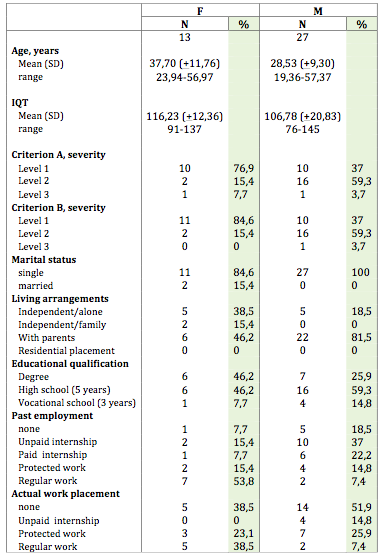 F M
N % N %
13 27
Age, years
Mean (SD) 37,70 (±11,76) 28,53 (±9,30)
range 23,94-56,97 19,36-57,37
IQT
Mean (SD) 116,23 (±12,36) 106,78 (±20,83)
range 91-137 76-145
Criterion A, severity
Level 1 10 76,9 10 37
Level 2 2 15,4 16 59,3
Level 3 1 7,7 1 3,7
Criterion B, severity
Level 1 11 84,6 10 37
Level 2 2 15,4 16 59,3
Level 3 0 0 1 3,7
Marital status
single 11 84,6 27 100
married 2 15,4 0 0
Living arrangements
Independent/alone 5 38,5 5 18,5
Independent/family 2 15,4 0 0
With parents 6 46,2 22 81,5
Residential placement 0 0 0 0
Educational qualification
Degree 6 46,2 7 25,9
High school (5 years) 6 46,2 16 59,3
Vocational school (3 years) 1 7,7 4 14,8
Past employment
none 1 7,7 5 18,5
Unpaid internship 2 15,4 10 37
Paid internship 1 7,7 6 22,2
Protected work 2 15,4 4 14,8
Regular work 7 53,8 2 7,4
Actual work placement
none 5 38,5 14 51,9
Unpaid internship 0 0 4 14,8
Protected work 3 23,1 7 25,9
Regular work 5 38,5 2 7,4